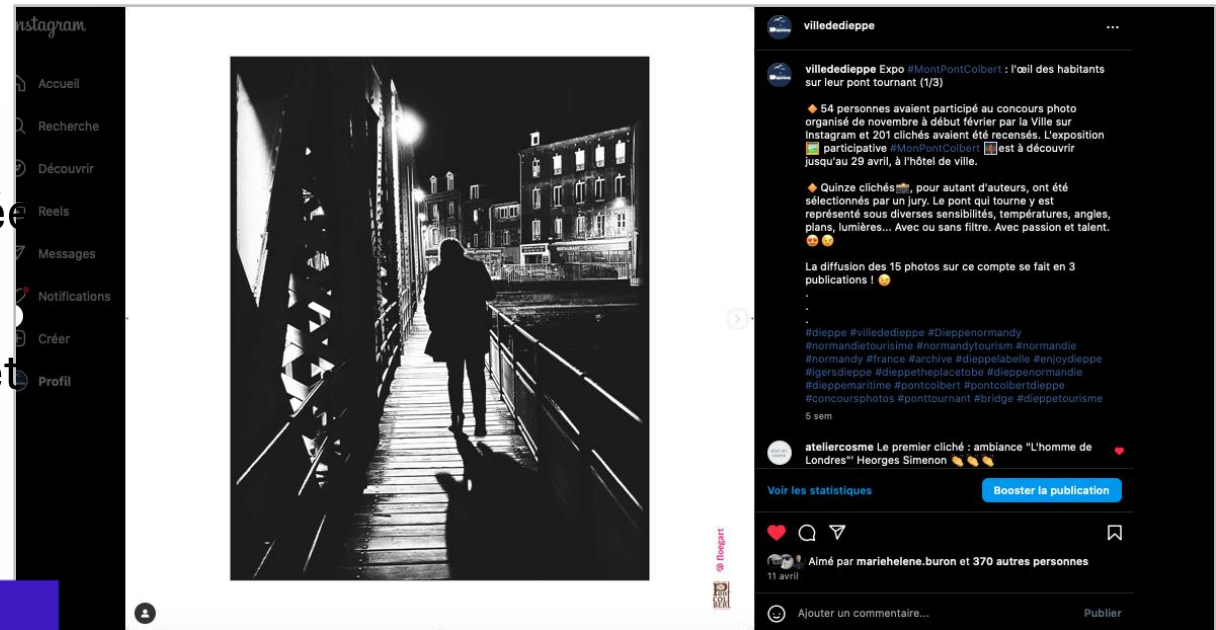 Instagram
Accueil
Recherche
Découvrir
Reels
Messages
Notifications
Créer
Profil
ée
et
@ floegart
Pont
COLBERT
villededieppe
villededieppe Expo #MontPontColbert : l'œil des habitants
sur leur pont tournant (1/3)
🔸 54 personnes avaient participé au concours photo
organisé de novembre à début février par la Ville sur
Instagram et 201 clichés avaient été recensés. L'exposition
🖼️ participative #MonPontColbert 🌉est à découvrir
jusqu'au 29 avril, à l'hôtel de ville.
🔸 Quinze clichés📸, pour autant d'auteurs, ont été
sélectionnés par un jury. Le pont qui tourne y est
représenté sous diverses sensibilités, températures, angles,
plans, lumières... Avec ou sans filtre. Avec passion et talent.
😍 😉
La diffusion des 15 photos sur ce compte se fait en 3
publications ! 😉
.
.
.
#dieppe #villededieppe #Dieppenormandy
#normandietourisime #normandytourism #normandie
#normandy #france #archive #dieppelabelle #enjoydieppe
#igersdieppe #dieppetheplacetobe #dieppenormandie
#dieppemaritime #pontcolbert #pontcolbertdieppe
#concoursphotos #ponttournant #bridge #dieppetourisme
5 sem
ateliercosme Le premier cliché : ambiance "L'homme de
Londres"' Heorges Simenon 👏👏👏
Voir les statistiques
Booster la publication
Aimé par mariehelene.buron et 370 autres personnes
11 avril
Ajouter un commentaire...
Publier